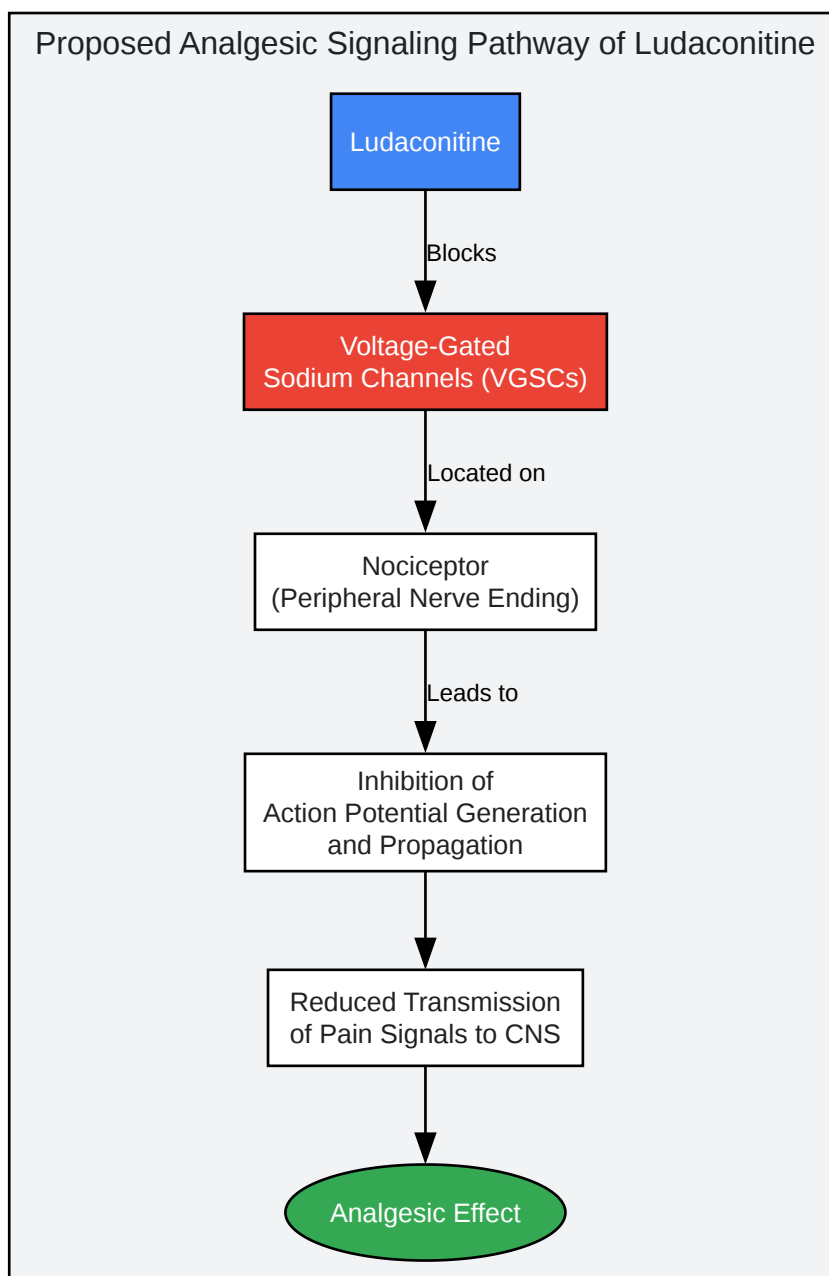 Proposed Analgesic Signaling Pathway of Ludaconitine
Ludaconitine
Blocks
Voltage-Gated
Sodium Channels (VGSCs)
Located on
Nociceptor
(Peripheral Nerve Ending)
Leads to
Inhibition of
Action Potential Generation
and Propagation
Reduced Transmission
of Pain Signals to CNS
Analgesic Effect